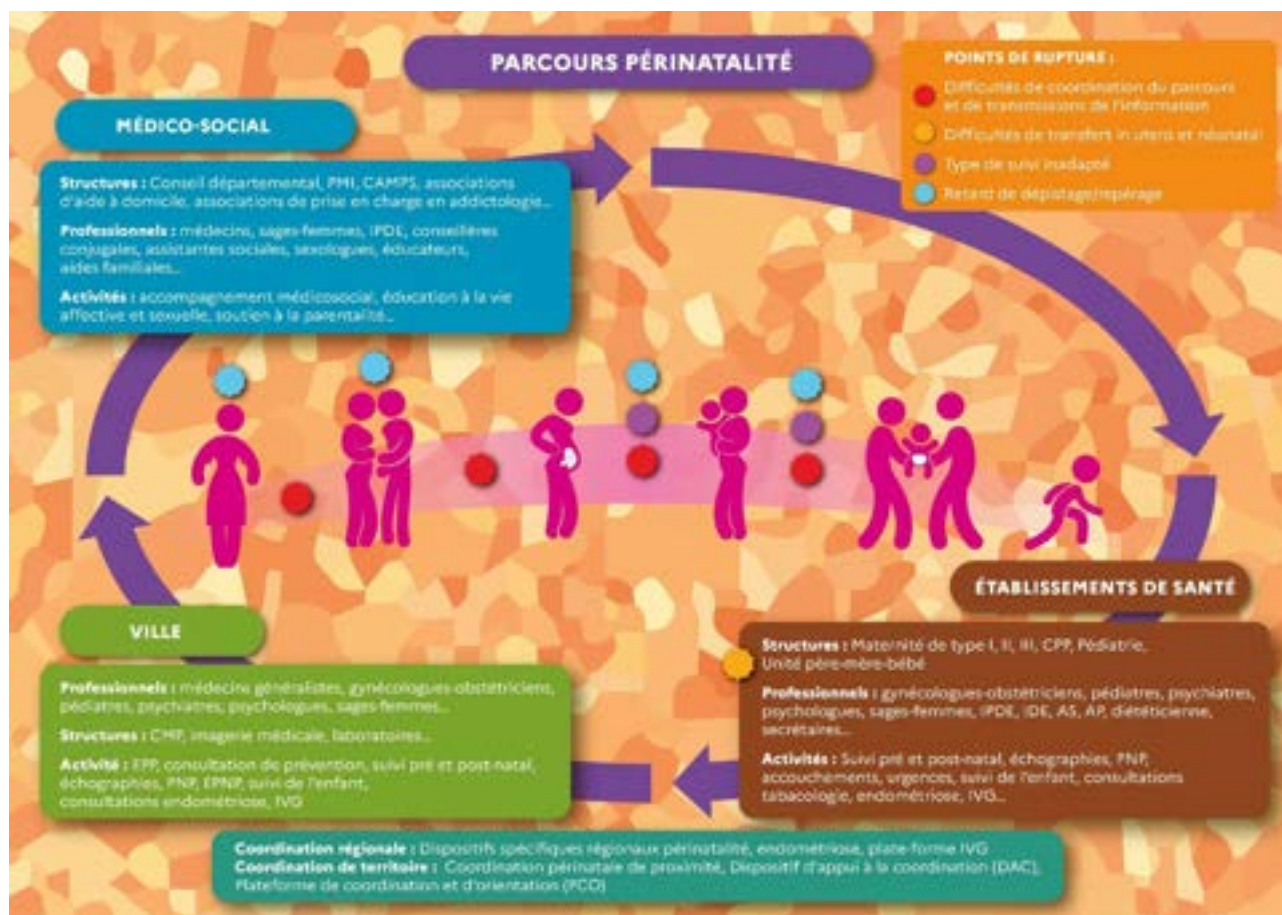 PARCOURS PÉRINATALITÉ
POINTS DE RUPTURE :
Difficultés de coordination du parcours
et de transmissions de l'information
Difficultés de transferts in utero et néonatal
Type de suivi inadapté
Retard de dépistage/repérage
MÉDICO-SOCIAL
Structures : Conseil départemental, PMI, CAMPS, associations
d'aide à domicile, associations de prise en charge en addictologie...
Professionnels : médecins, sages-femmes, IPDE, conseillères
conjugales, assistantes sociales, sexologues, éducateurs,
aides familiales...
Activités : accompagnement médicosocial, éducation à la vie
affective et sexuelle, soutien à la parentalité...
ÉTABLISSEMENTS DE SANTÉ
Structures : Maternité de type I, II, III, CPP, Pédiatrie,
Unité père-mère-bébé
Professionnels : gynécologues-obstétriciens, pédiatres, psychiatres,
psychologues, sages-femmes, IPDE, IDE, AS, AP, diététicienne,
secrétaires...
Activités : Suivi pré et post-natal, échographies, PNP,
accouchements, urgences, suivi de l'enfant, consultations
tabacologie, endométriose, IVG...
VILLE
Professionnels : médecins généralistes, gynécologues-obstétriciens,
pédiatres, psychiatres, psychologues, sages-femmes...
Structures : CMP, imagerie médicale, laboratoires...
Activité : EPP, consultation de prévention, suivi pré et post-natal,
échographies, PNP, EPNP, suivi de l'enfant,
consultations endométriose, IVG
Coordination régionale : Dispositifs spécifiques régionaux périnatalité, endométriose, plate-forme IVG
Coordination de territoire : Coordination périnatale de proximité, Dispositif d'appui à la coordination (DAC),
Plateforme de coordination et d'orientation (PCO)